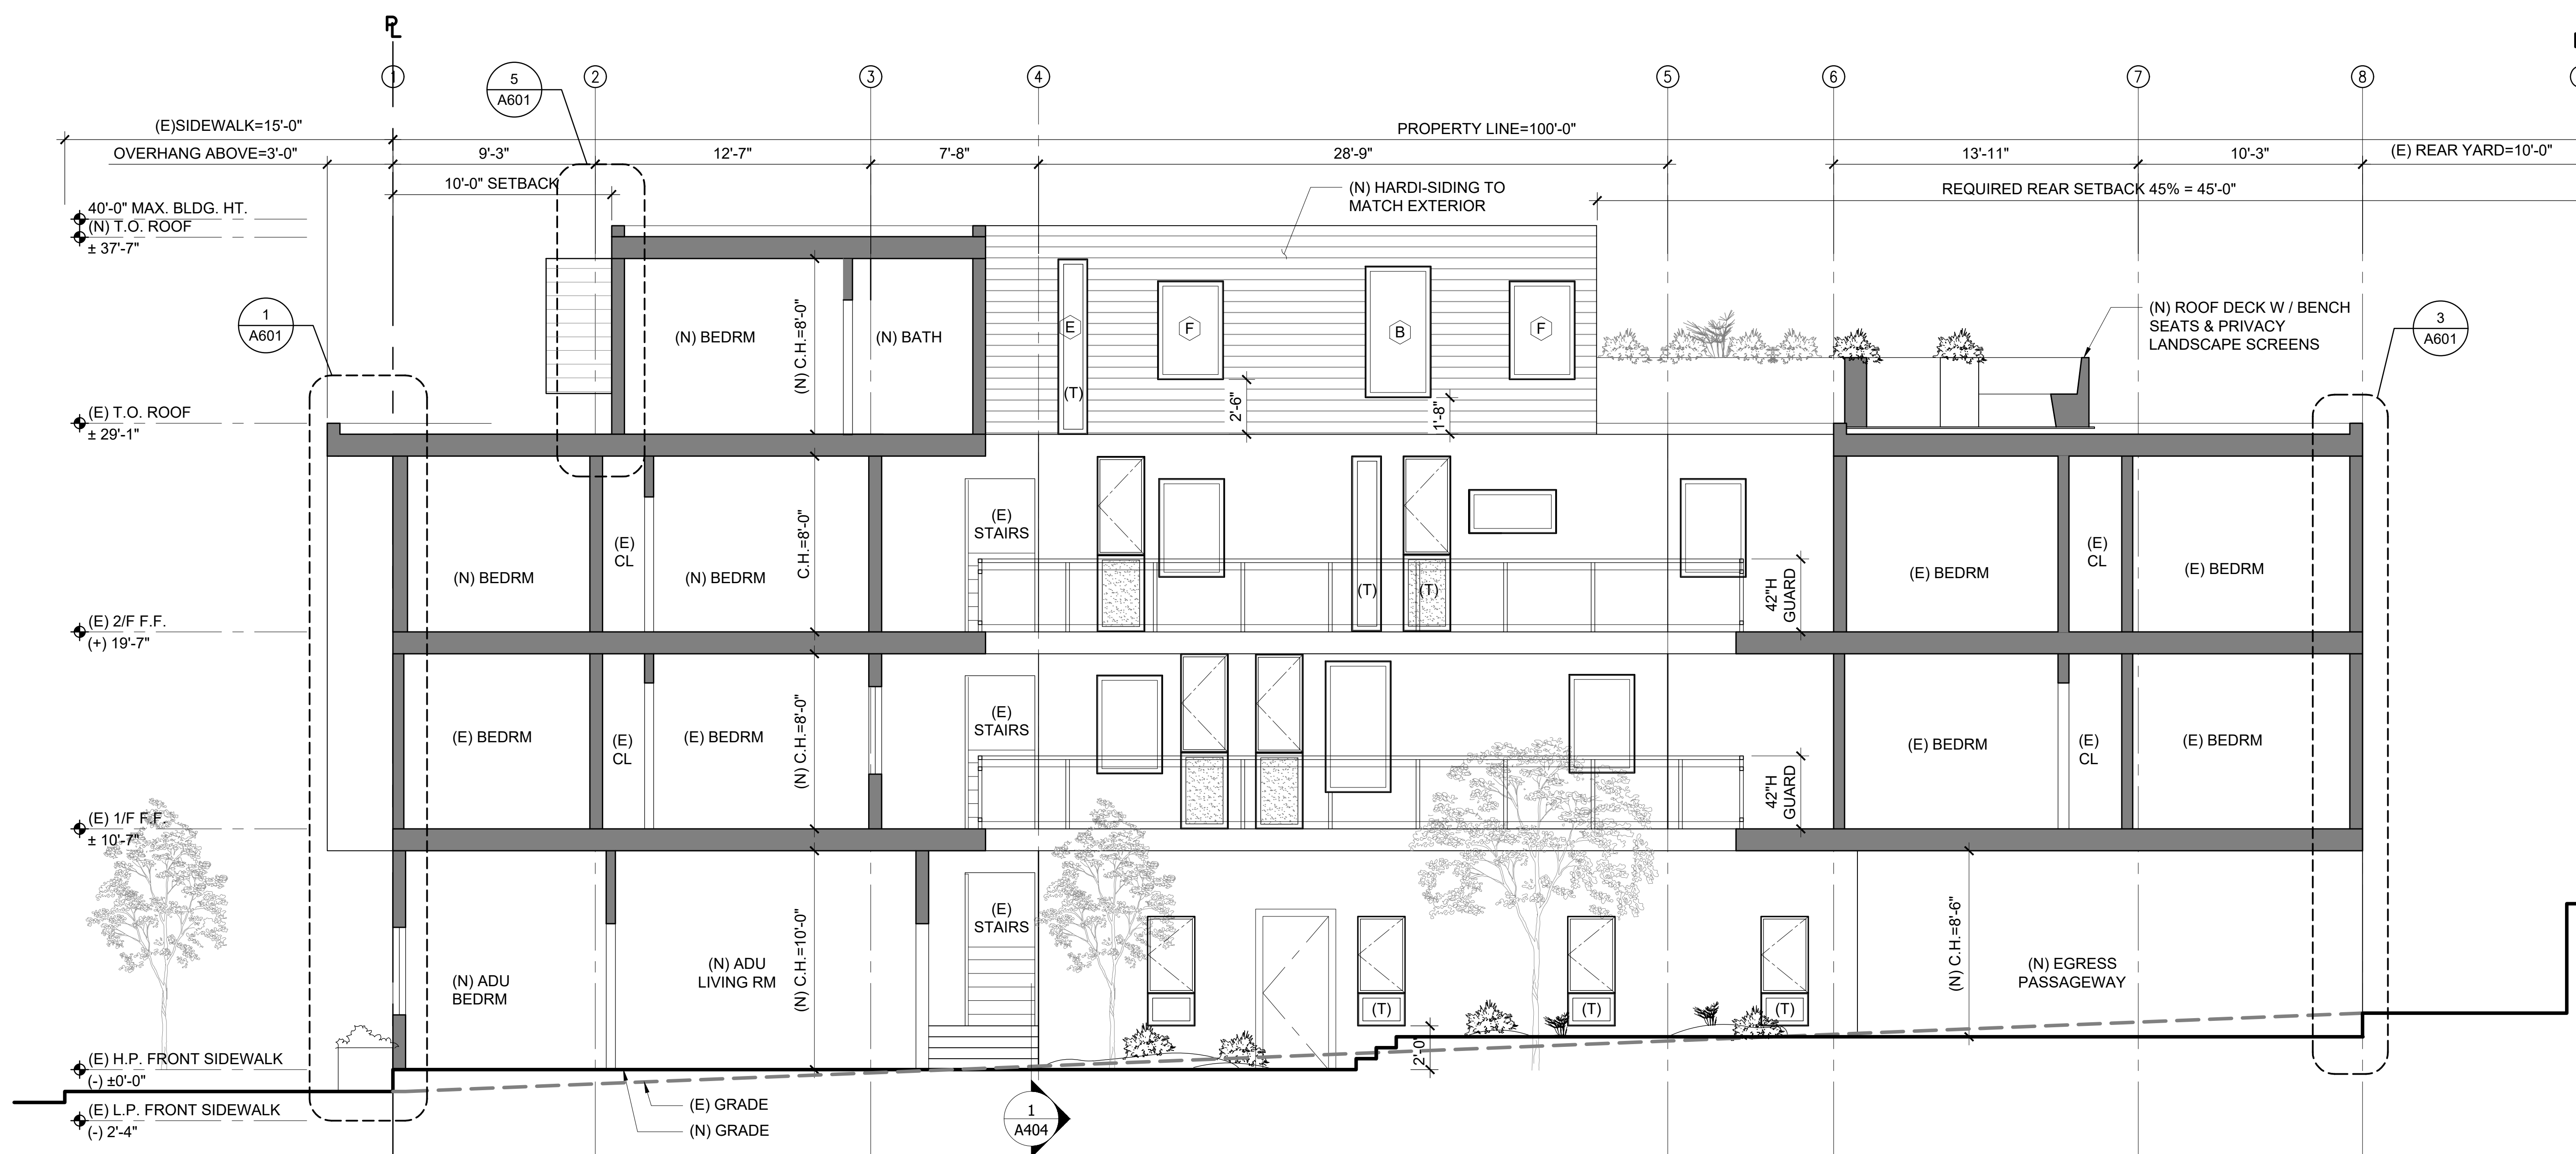 PL
1
2
3
4
5
6
7
8
5
A601
(E)SIDEWALK=15'-0"
PROPERTY LINE=100'-0"
OVERHANG ABOVE=3'-0"
9'-3"
12'-7"
7'-8"
28'-9"
13'-11"
10'-3"
(E) REAR YARD=10'-0"
10'-0" SETBACK
(N) HARDI-SIDING TO
MATCH EXTERIOR
REQUIRED REAR SETBACK 45% = 45'-0"
40'-0" MAX. BLDG. HT.
(N) T.O. ROOF
± 37'-7"
1
A601
(N) BEDRM
(N) C.H.=8'-0"
(N) BATH
E
(T)
F
B
F
2'-6"
1'-8"
(N) ROOF DECK W / BENCH
SEATS & PRIVACY
LANDSCAPE SCREENS
3
A601
(E) T.O. ROOF
± 29'-1"
(N) BEDRM
(E)
CL
(N) BEDRM
C.H.=8'-0"
(E)
STAIRS
(T)
(T)
42"H
GUARD
(E) BEDRM
(E)
CL
(E) BEDRM
(E) 2/F F.F.
(+) 19'-7"
(E) BEDRM
(E)
CL
(E) BEDRM
(N) C.H.=8'-0"
(E)
STAIRS
42"H
GUARD
(E) BEDRM
(E)
CL
(E) BEDRM
(E) 1/F F.F.
± 10'-7"
(N) ADU
BEDRM
(N) ADU
LIVING RM
(N) C.H.=10'-0"
(E)
STAIRS
(T)
(T)
(T)
(N) C.H.=8'-6"
(N) EGRESS
PASSAGEWAY
2'-0"
(E) H.P. FRONT SIDEWALK
(-) ±0'-0"
(E) L.P. FRONT SIDEWALK
(-) 2'-4"
(E) GRADE
(N) GRADE
1
A404